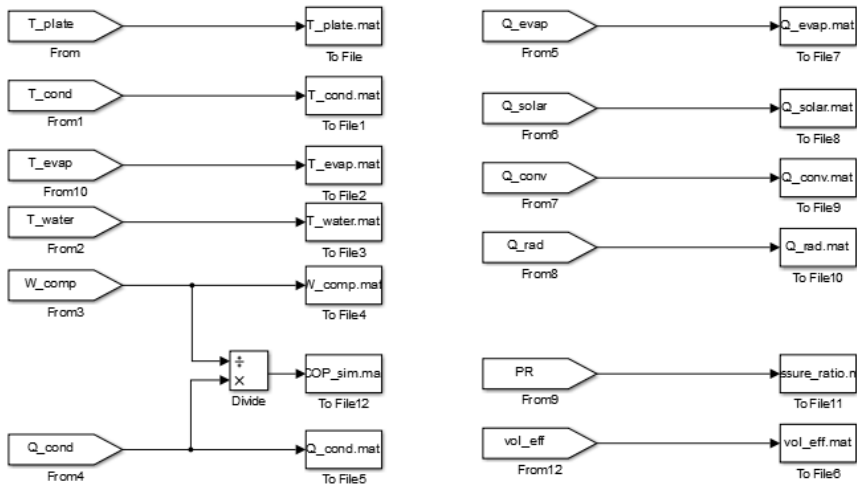 T_plate
From
T_plate.mat
To File
T_cond
From1
T_cond.mat
To File1
T_evap
From10
T_evap.mat
To File2
T_water
From2
T_water.mat
To File3
W_comp
From3
W_comp.mat
To File4
÷
×
Divide
COP_sim.ma
To File12
Q_cond
From4
Q_cond.mat
To File5
Q_evap
From5
Q_evap.mat
To File7
Q_solar
From6
Q_solar.mat
To File8
Q_conv
From7
Q_conv.mat
To File9
Q_rad
From8
Q_rad.mat
To File10
PR
From9
ssure_ratio.m
To File11
vol_eff
From12
vol_eff.mat
To File6